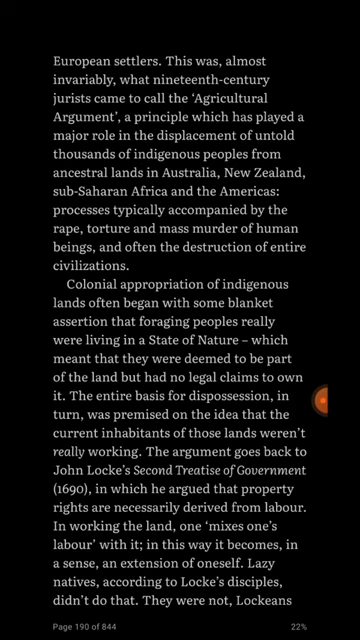 European settlers. This was, almost
invariably, what nineteenth-century
jurists came to call the ‘Agricultural
Argument’, a principle which has played a
major role in the displacement of untold
thousands of indigenous peoples from
ancestral lands in Australia, New Zealand,
sub-Saharan Africa and the Americas:
processes typically accompanied by the
rape, torture and mass murder of human
beings, and often the destruction of entire
civilizations.
Colonial appropriation of indigenous
lands often began with some blanket
assertion that foraging peoples really
were living in a State of Nature – which
meant that they were deemed to be part
of the land but had no legal claims to own
it. The entire basis for dispossession, in
turn, was premised on the idea that the
current inhabitants of those lands weren’t
really working. The argument goes back to
John Locke’s Second Treatise of Government
(1690), in which he argued that property
rights are necessarily derived from labour.
In working the land, one ‘mixes one’s
labour’ with it; in this way it becomes, in
a sense, an extension of oneself. Lazy
natives, according to Locke’s disciples,
didn’t do that. They were not, Lockeans
Page 190 of 844 22%